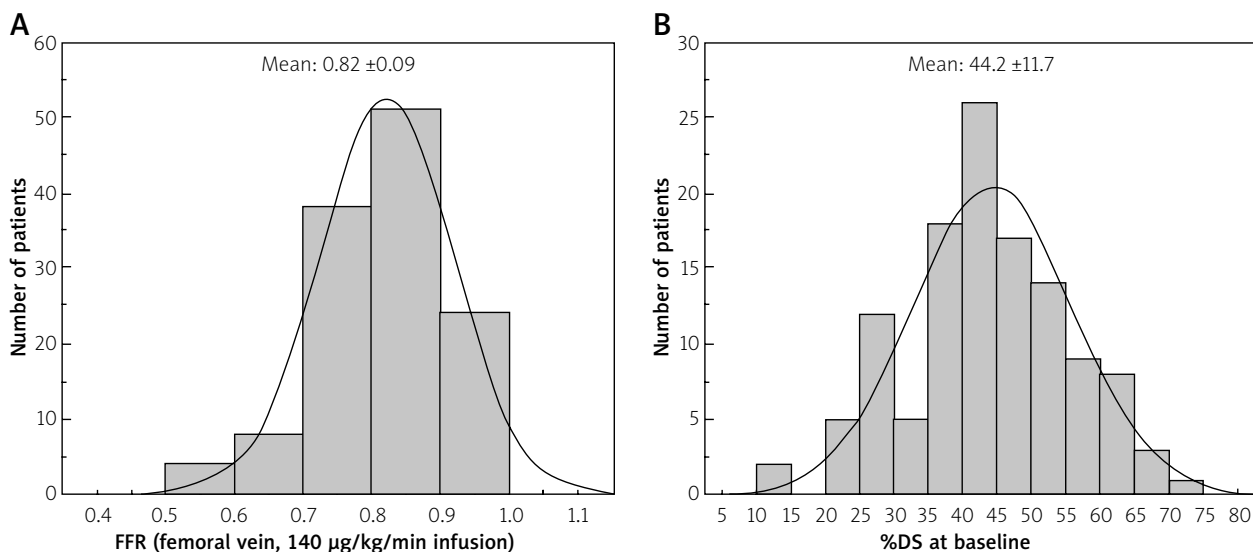 A
Mean: 0.82 ±0.09
Number of patients
60
50
40
30
20
10
0
0.4 0.5 0.6 0.7 0.8 0.9 1.0 1.1
FFR (femoral vein, 140 µg/kg/min infusion)
B
Mean: 44.2 ±11.7
Number of patients
30
25
20
15
10
5
0
5 10 15 20 25 30 35 40 45 50 55 60 65 70 75 80
%DS at baseline